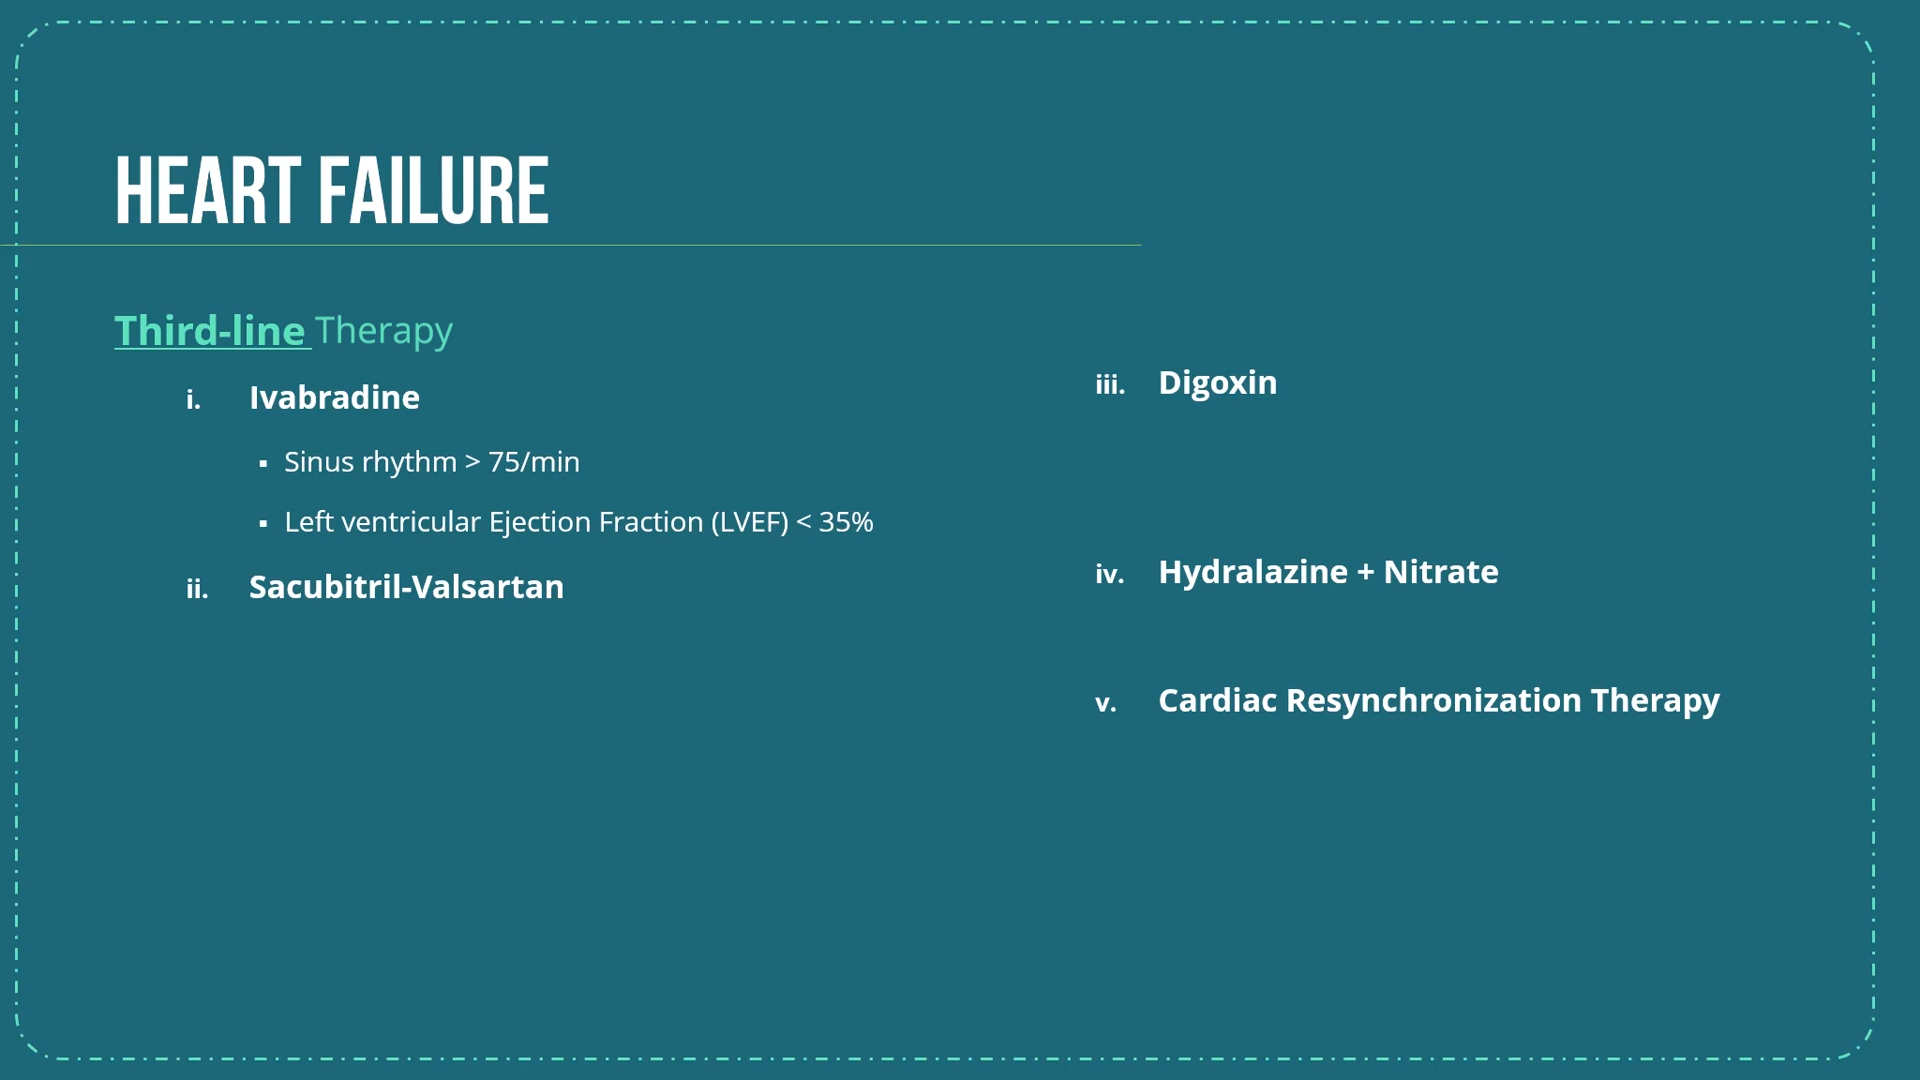 HEART FAILURE
Third-line Therapy
i. Ivabradine
▪ Sinus rhythm > 75/min
▪ Left ventricular Ejection Fraction (LVEF) < 35%
ii. Sacubitril-Valsartan
iii. Digoxin
iv. Hydralazine + Nitrate
v. Cardiac Resynchronization Therapy